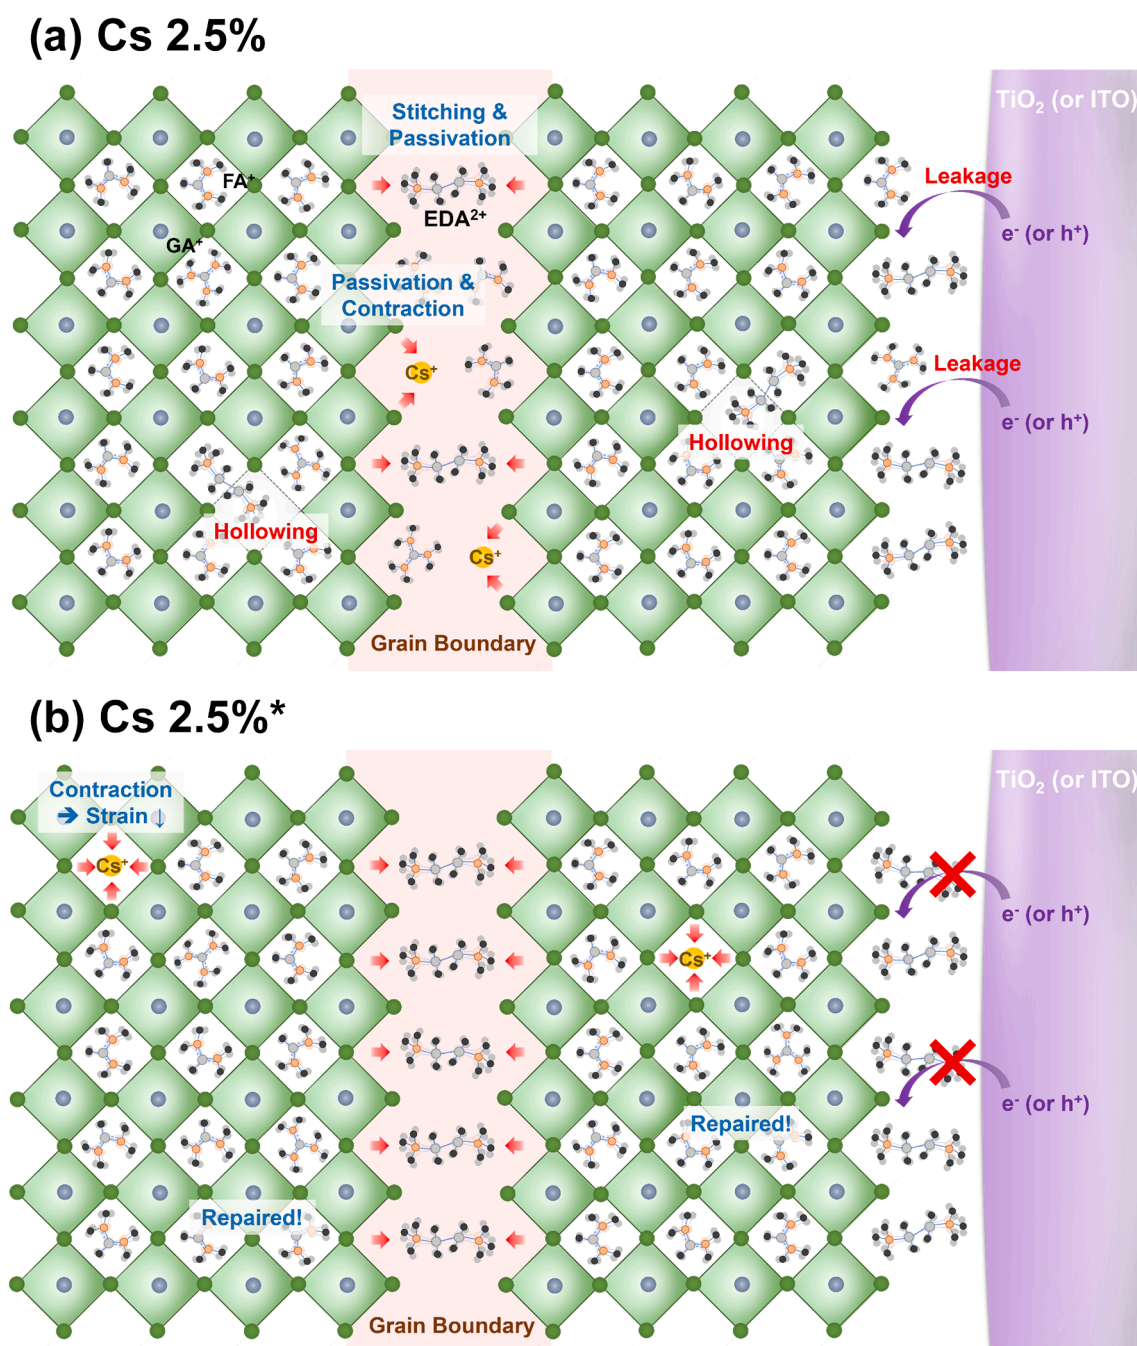 (a) Cs 2.5%
TiO₂ (or ITO)
Stitching &
Passivation
FA⁺
Leakage
EDA²⁺
e⁻ (or h⁺)
GA⁺
Passivation &
Contraction
Cs⁺
Leakage
e⁻ (or h⁺)
Hollowing
Hollowing
Cs⁺
Grain Boundary
(b) Cs 2.5%*
TiO₂ (or ITO)
Contraction
➔ Strain ↓
Cs⁺
e⁻ (or h⁺)
Cs⁺
e⁻ (or h⁺)
Repaired!
Repaired!
Grain Boundary